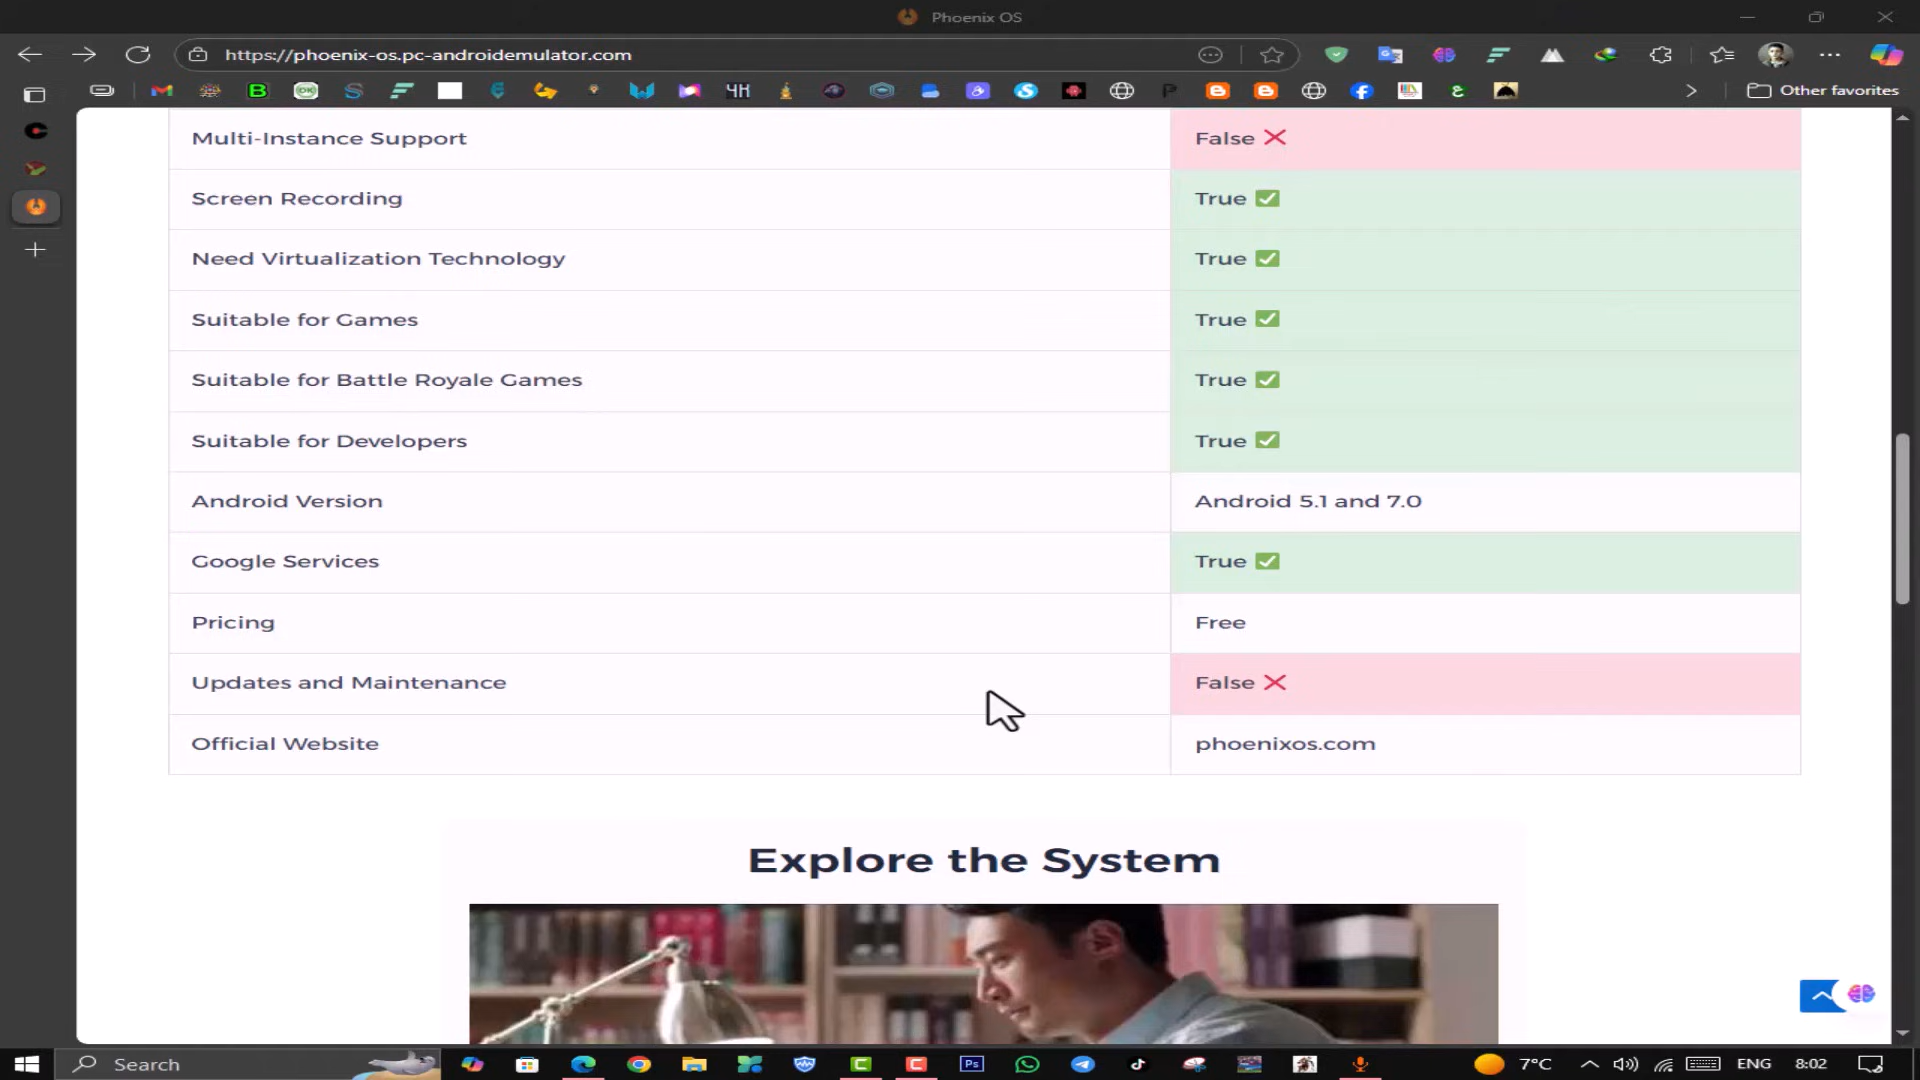 Phoenix OS
https://phoenix-os.pc-androidemulator.com
Other favorites
Multi-Instance Support
False ❌
Screen Recording
True ✅
Need Virtualization Technology
True ✅
Suitable for Games
True ✅
Suitable for Battle Royale Games
True ✅
Suitable for Developers
True ✅
Android Version
Android 5.1 and 7.0
Google Services
True ✅
Pricing
Free
Updates and Maintenance
False ❌
Official Website
phoenixos.com
Explore the System
Search
7°C
ENG
8:02